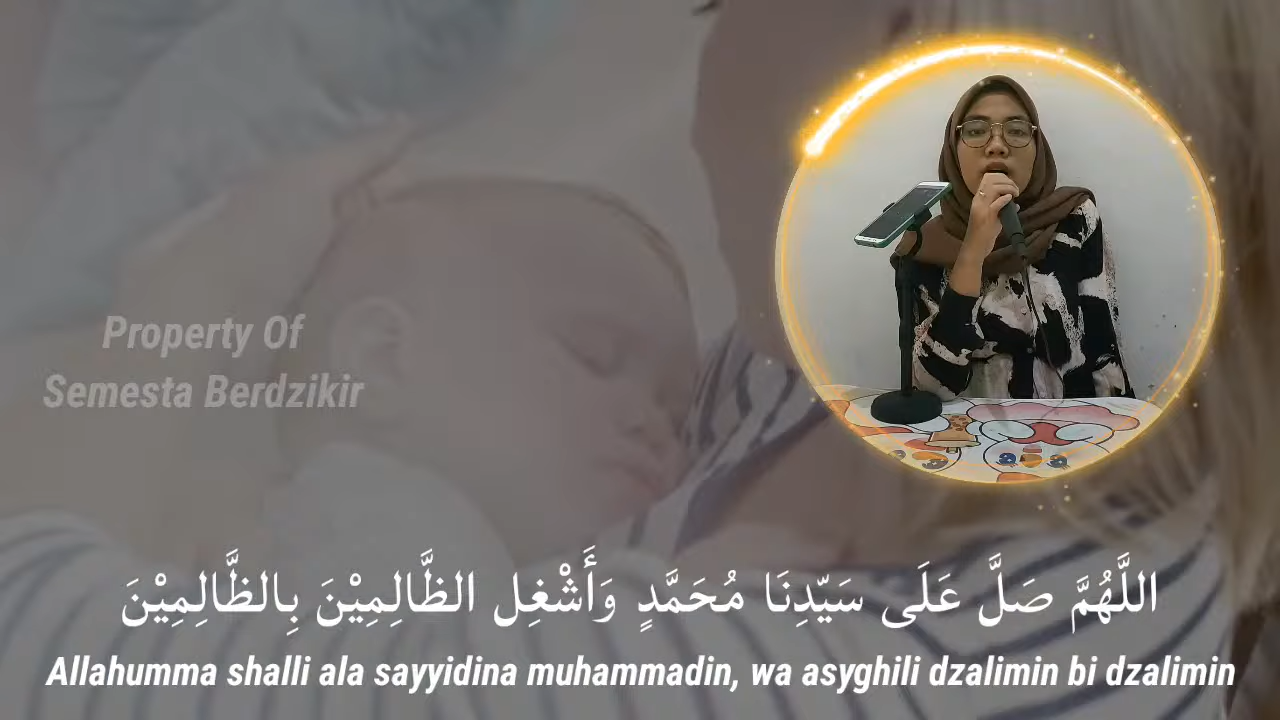 Property Of
Semesta Berdzikir
اللَّهُمَّ صَلَّ عَلَى سَيّدِنَا مُحَمَّدٍ وَأَشْغِل الظَّالِمِيْنَ بِالظَّالِمِيْنَ
Allahumma shalli ala sayyidina muhammadin, wa asyghili dzalimin bi dzalimin